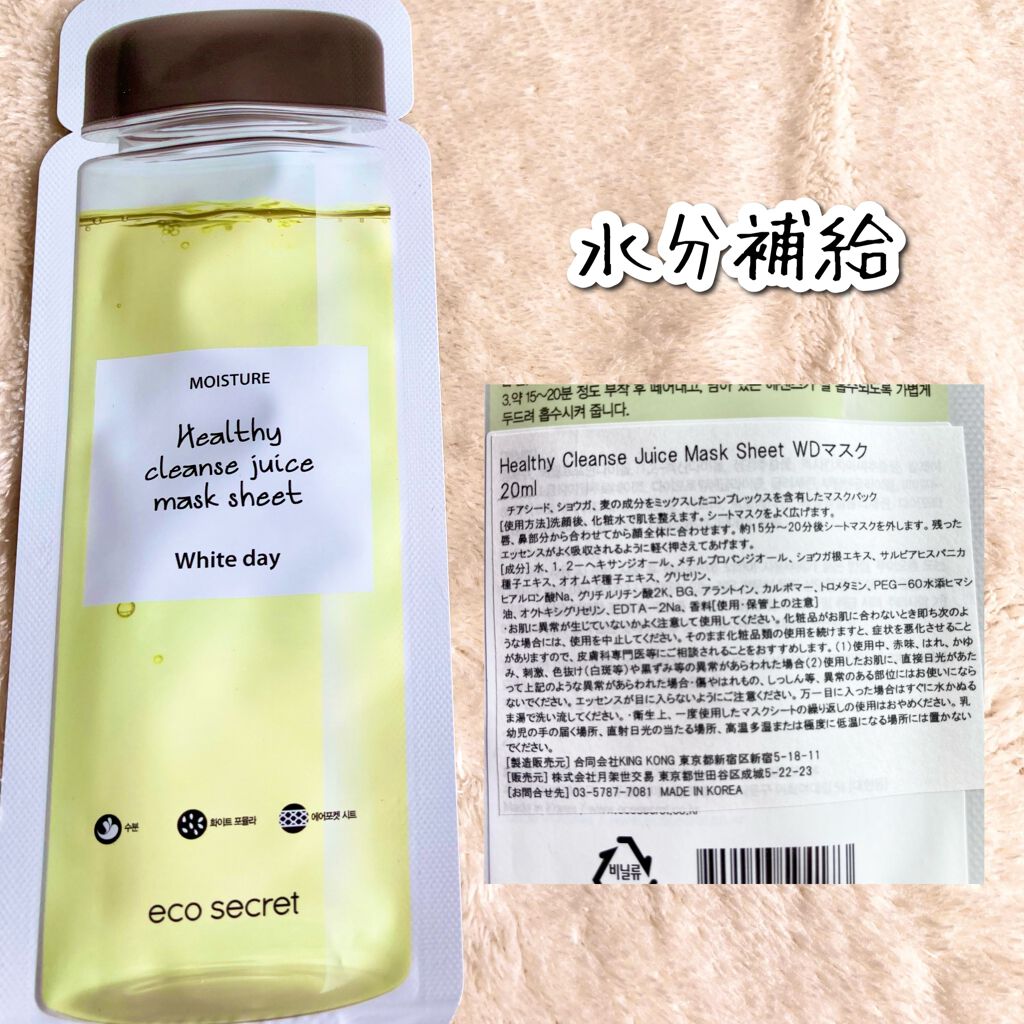 MOISTURE
Healthy
cleanse juice
mask sheet
White day
수분
화이트 포뮬라
에어포켓 시트
eco secret
水分補給
3.약 15~20분 정도 부착 후 떼어내고, 남아 있는 에센스가 잘 흡수되도록 가볍게
두드려 흡수시켜 줍니다.
Healthy Cleanse Juice Mask Sheet WDマスク
20ml
チアシード、ショウガ、麦の成分をミックスしたコンプレックスを含有したマスクパック
[使用方法]洗顔後、化粧水で肌を整えます。シートマスクをよく広げます。
唇、鼻部分から合わせてから顔全体に合わせます。約15分～20分後シートマスクを外します。残った
エッセンスがよく吸収されるように軽く押さえてあげます。
[成分] 水、1, 2－ヘキサンジオール、メチルプロパンジオール、ショウガ根エキス、サルビアヒスパニカ
種子エキス、オオムギ種子エキス、グリセリン、
ヒアルロン酸Na、グリチルリチン酸2K、BG、アラントイン、カルボマー、トロメタミン、PEG－60水添ヒマシ
油、オクトキシグリセリン、EDTA－2Na、香料[使用・保管上の注意]
・お肌に異常が生じていないかよく注意して使用してください。化粧品がお肌に合わないとき即ち次のよ
うな場合には、使用を中止してください。そのまま化粧品類の使用を続けますと、症状を悪化させること
がありますので、皮膚科専門医等にご相談されることをおすすめします。(1)使用中、赤味、はれ、かゆ
み、刺激、色抜け(白斑等)や黒ずみ等の異常があらわれた場合(2)使用したお肌に、直接日光があた
って上記のような異常があらわれた場合・傷やはれもの、しっしん等、異常のある部位にはお使いになら
ないでください。エッセンスが目に入らないようにご注意ください。万一目に入った場合はすぐに水かぬる
ま湯で洗い流してください。・衛生上、一度使用したマスクシートの繰り返しの使用はおやめください。乳
幼児の手の届く場所、直射日光の当たる場所、高温多湿または極度に低温になる場所には置かない
でください。
[製造販売元] 合同会社KING KONG 東京都新宿区新宿5-18-11
[販売元] 株式会社月架世交易 東京都世田谷区成城5-22-23
[お問合せ先] 03-5787-7081 MADE IN KOREA
비닐류